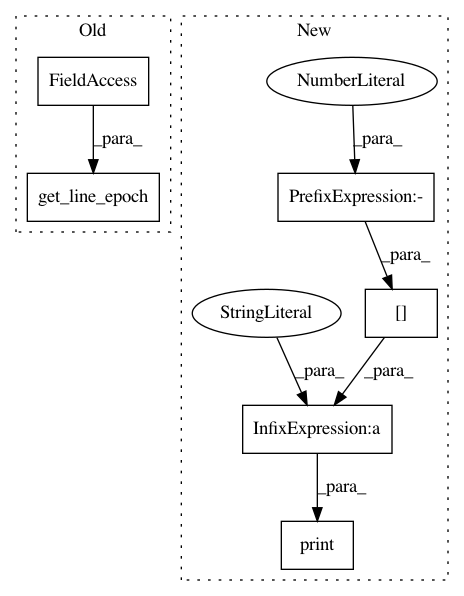 Old
New
FieldAccess
NumberLiteral
_para_
_para_
get_line_epoch
PrefixExpression:-
_para_
StringLiteral
[]
_para_
_para_
InfixExpression:a
_para_
print